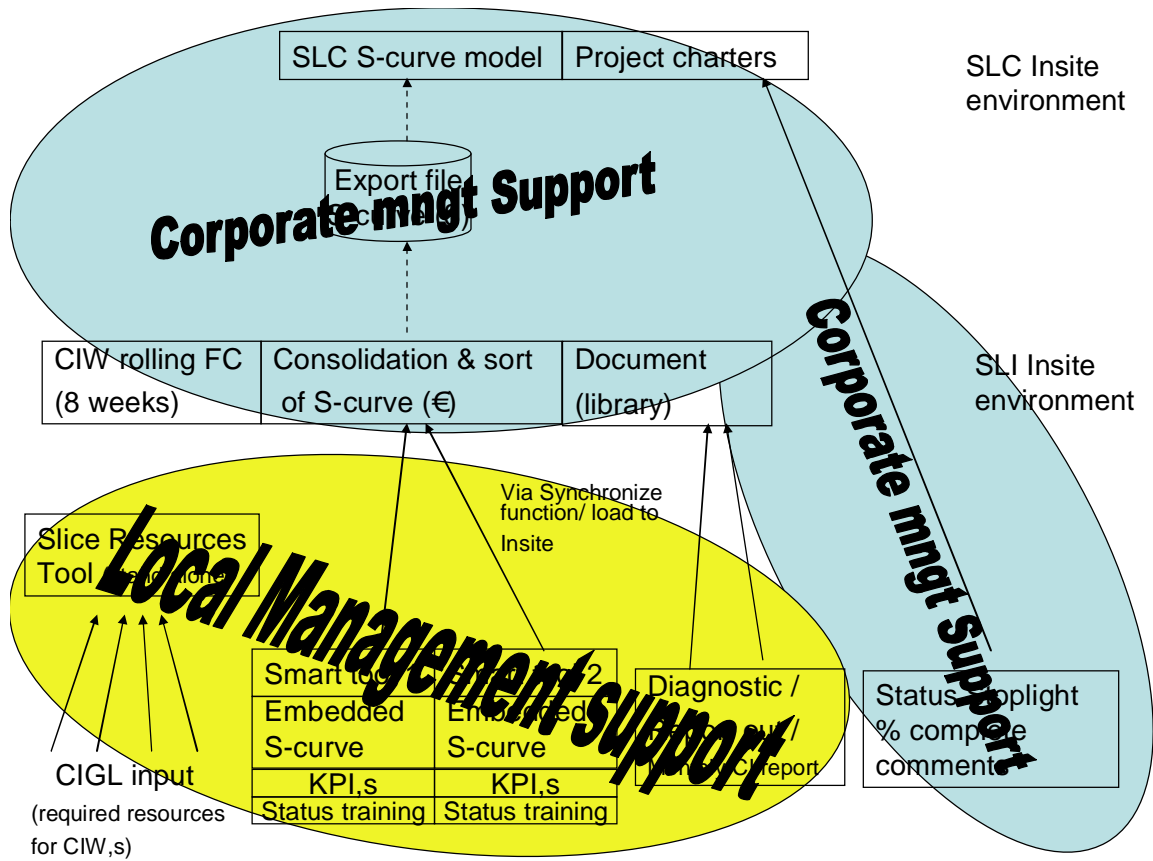 SLC S-curve model
Project charters
SLC Insite
environment
Export file
Corporate mngt Support
CIW rolling FC
(8 weeks)
Consolidation & sort
of S-curve (€)
Document
(library)
SLI Insite
environment
Corporate mngt Support
Via Synchronize
function/ load to
Insite
Slice Resources
Tool
Local Management support
Smart
2
Embedded
S-curve
Embedded
S-curve
KPI,s
KPI,s
Status training
Status training
Diagnostic /
report
Status
% complete
comments
CIGL input
(required resources
for CIW,s)